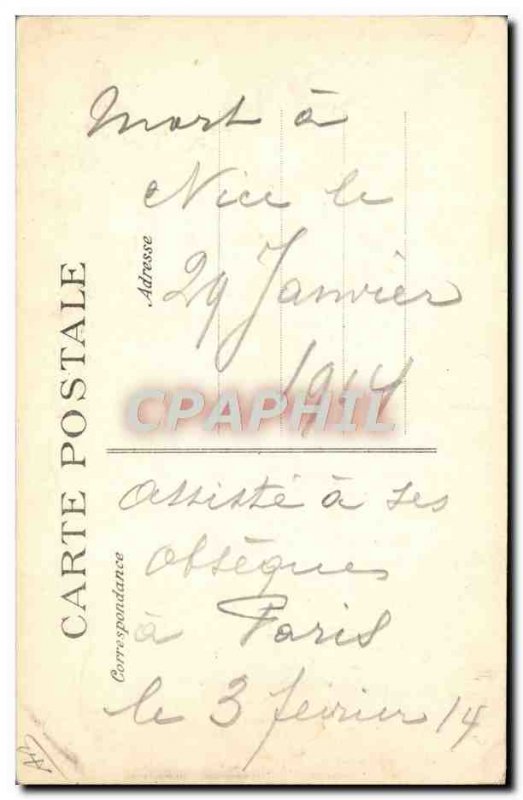 Mort à
Nice le
29 Janvier
1914
assisté à ses
obsèques
à Paris
le 3 février 14
CARTE POSTALE
Adresse
Correspondance
CPAPHIL